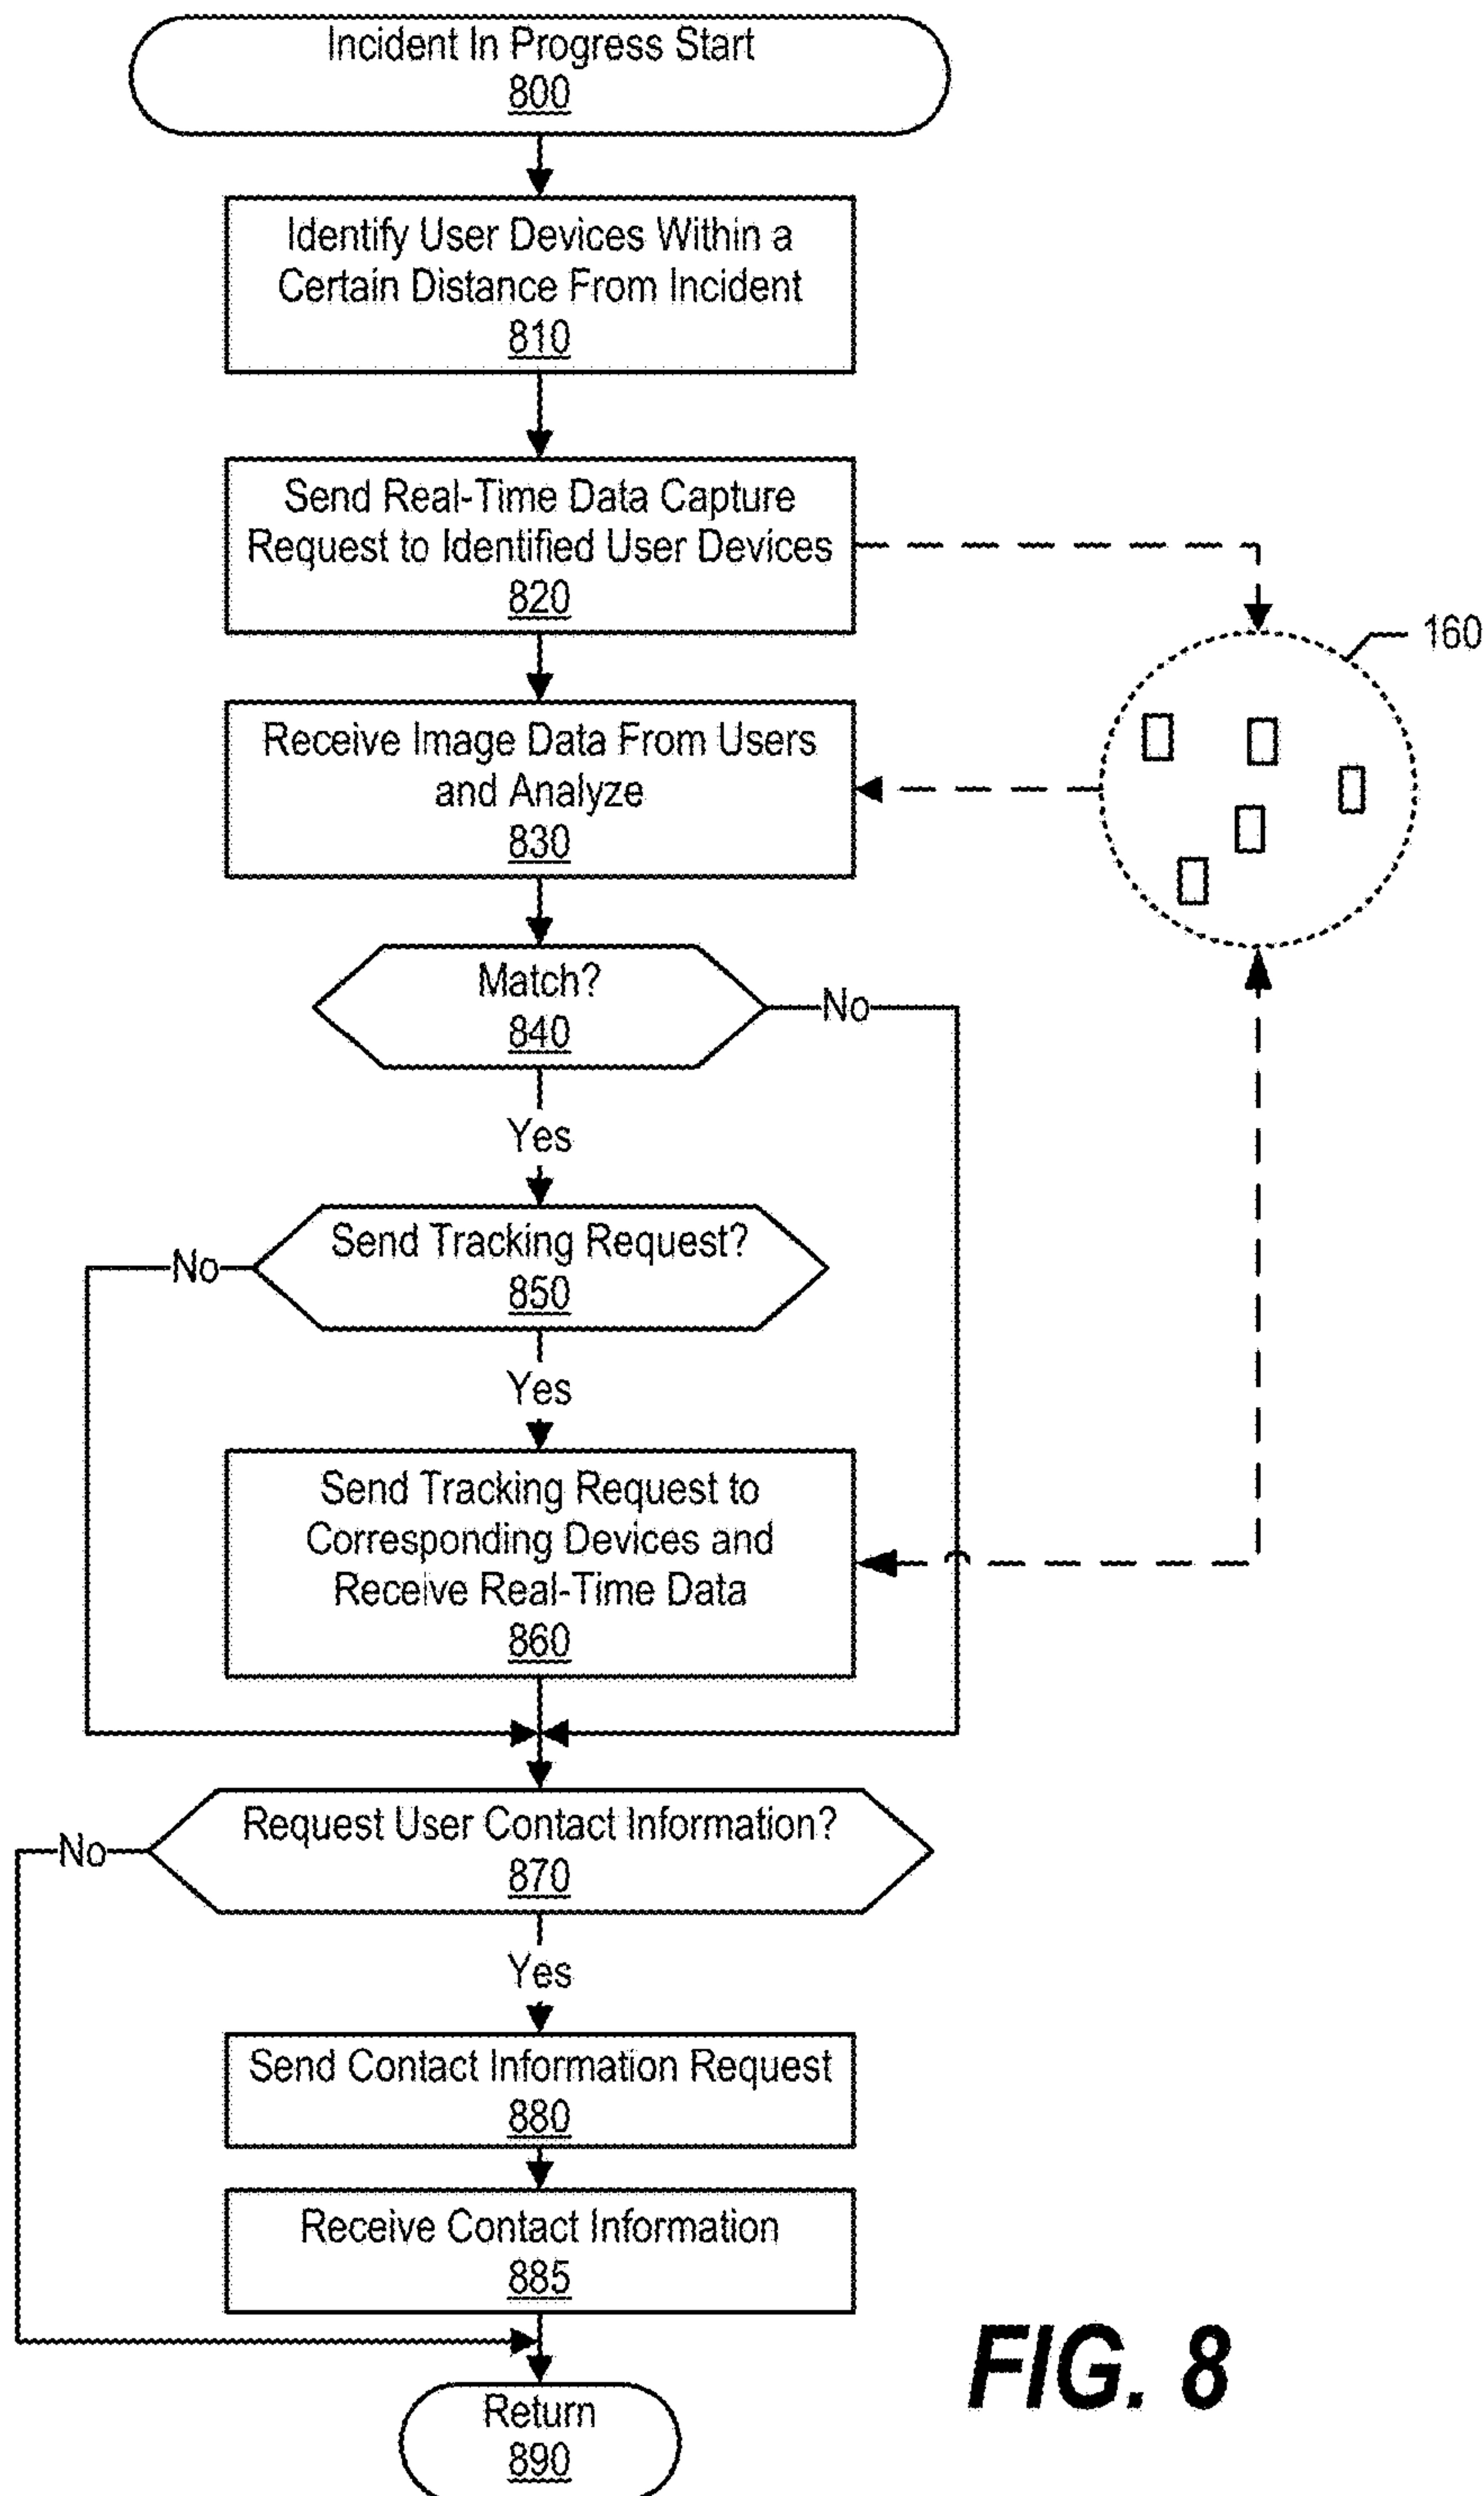 Incident In Progress Start
800
Identify User Devices Within a
Certain Distance From Incident
810
Send Real-Time Data Capture
Request to Identified User Devices
820
160
Receive Image Data From Users
and Analyze
830
Match?
840
No
Yes
Send Tracking Request?
850
No
Yes
Send Tracking Request to
Corresponding Devices and
Receive Real-Time Data
860
Request User Contact Information?
870
No
Yes
Send Contact Information Request
880
Receive Contact Information
885
Return
890
FIG. 8